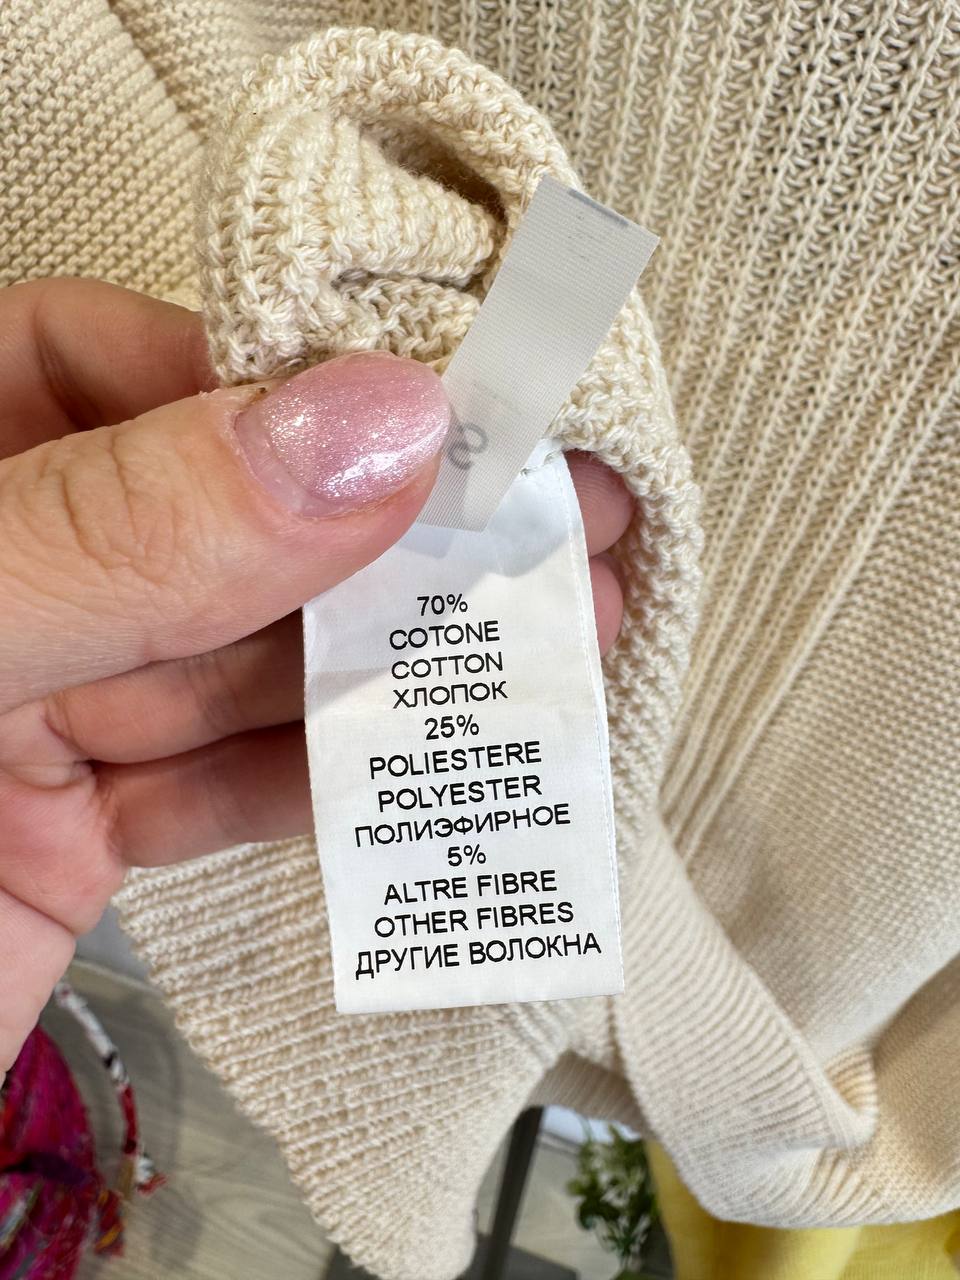 70%
COTONE
COTTON
ХЛОПОК
25%
POLIESTERE
POLYESTER
ПОЛИЭФИРНОЕ
5%
ALTRE FIBRE
OTHER FIBRES
ДРУГИЕ ВОЛОКНА